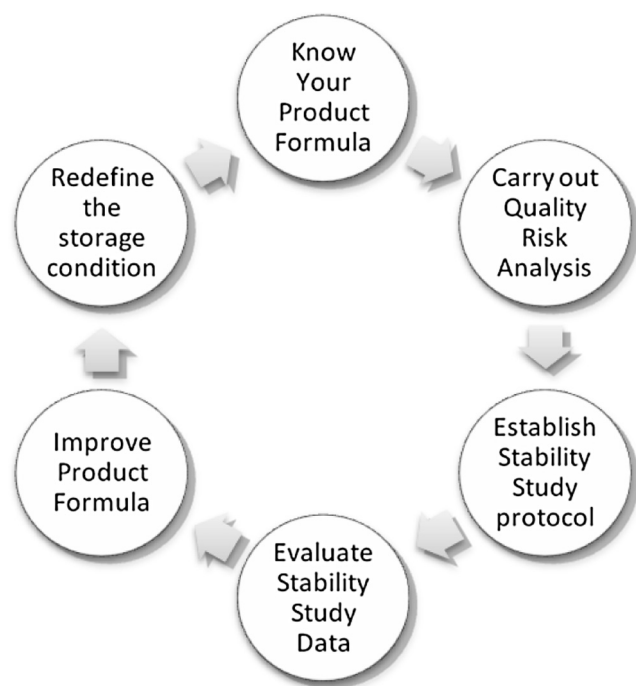 Know
Your
Product
Formula
Carry out
Quality
Risk
Analysis
Establish
Stability
Study
protocol
Evaluate
Stability
Study
Data
Improve
Product
Formula
Redefine
the
storage
condition